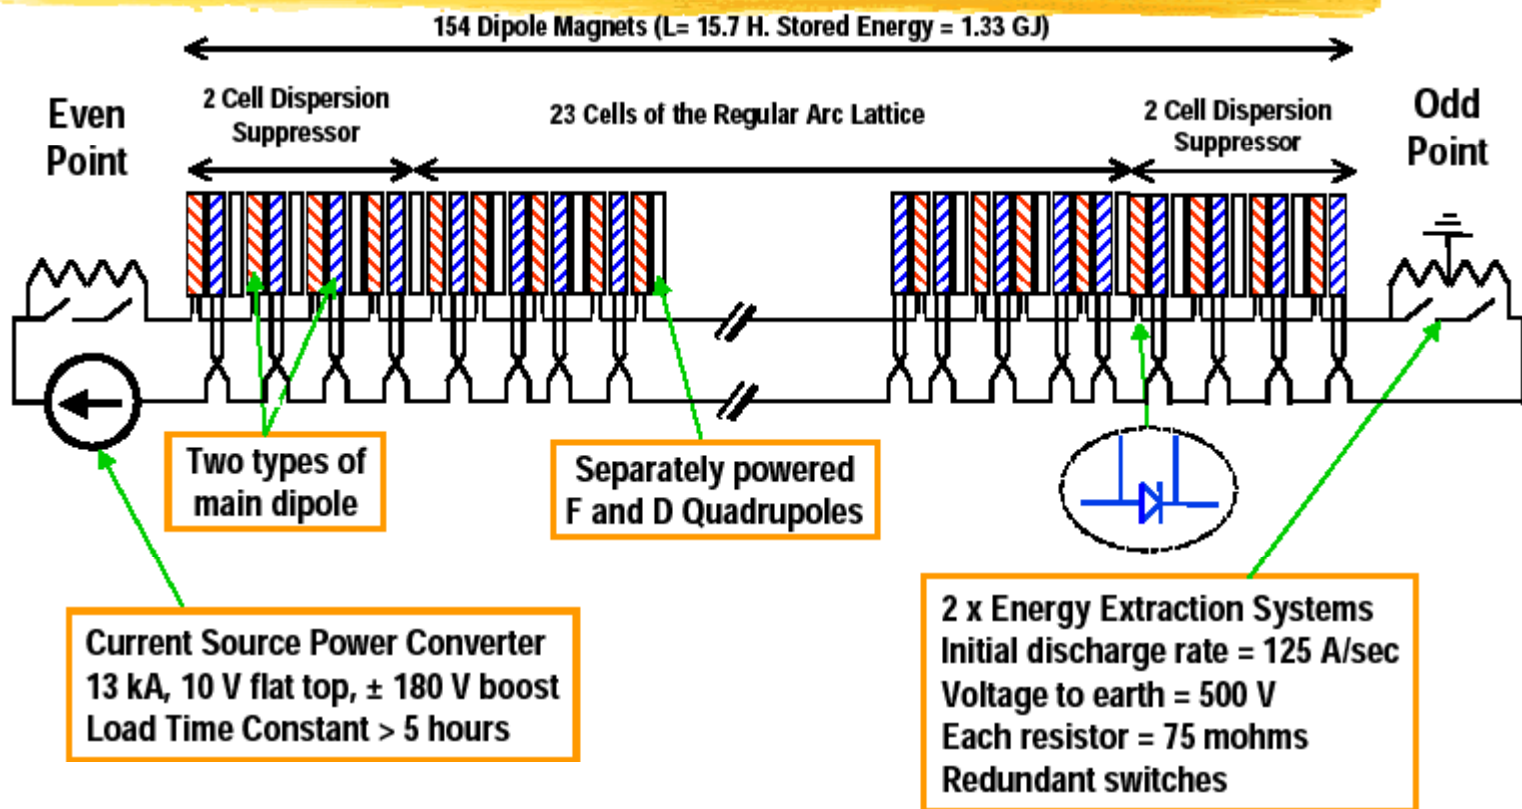 154 Dipole Magnets (L= 15.7 H. Stored Energy = 1.33 GJ)
Even
Point
2 Cell Dispersion
Suppressor
23 Cells of the Regular Arc Lattice
2 Cell Dispersion
Suppressor
Odd
Point
Two types of
main dipole
Separately powered
F and D Quadrupoles
Current Source Power Converter
13 kA, 10 V flat top, ± 180 V boost
Load Time Constant > 5 hours
2 x Energy Extraction Systems
Initial discharge rate = 125 A/sec
Voltage to earth = 500 V
Each resistor = 75 mohms
Redundant switches